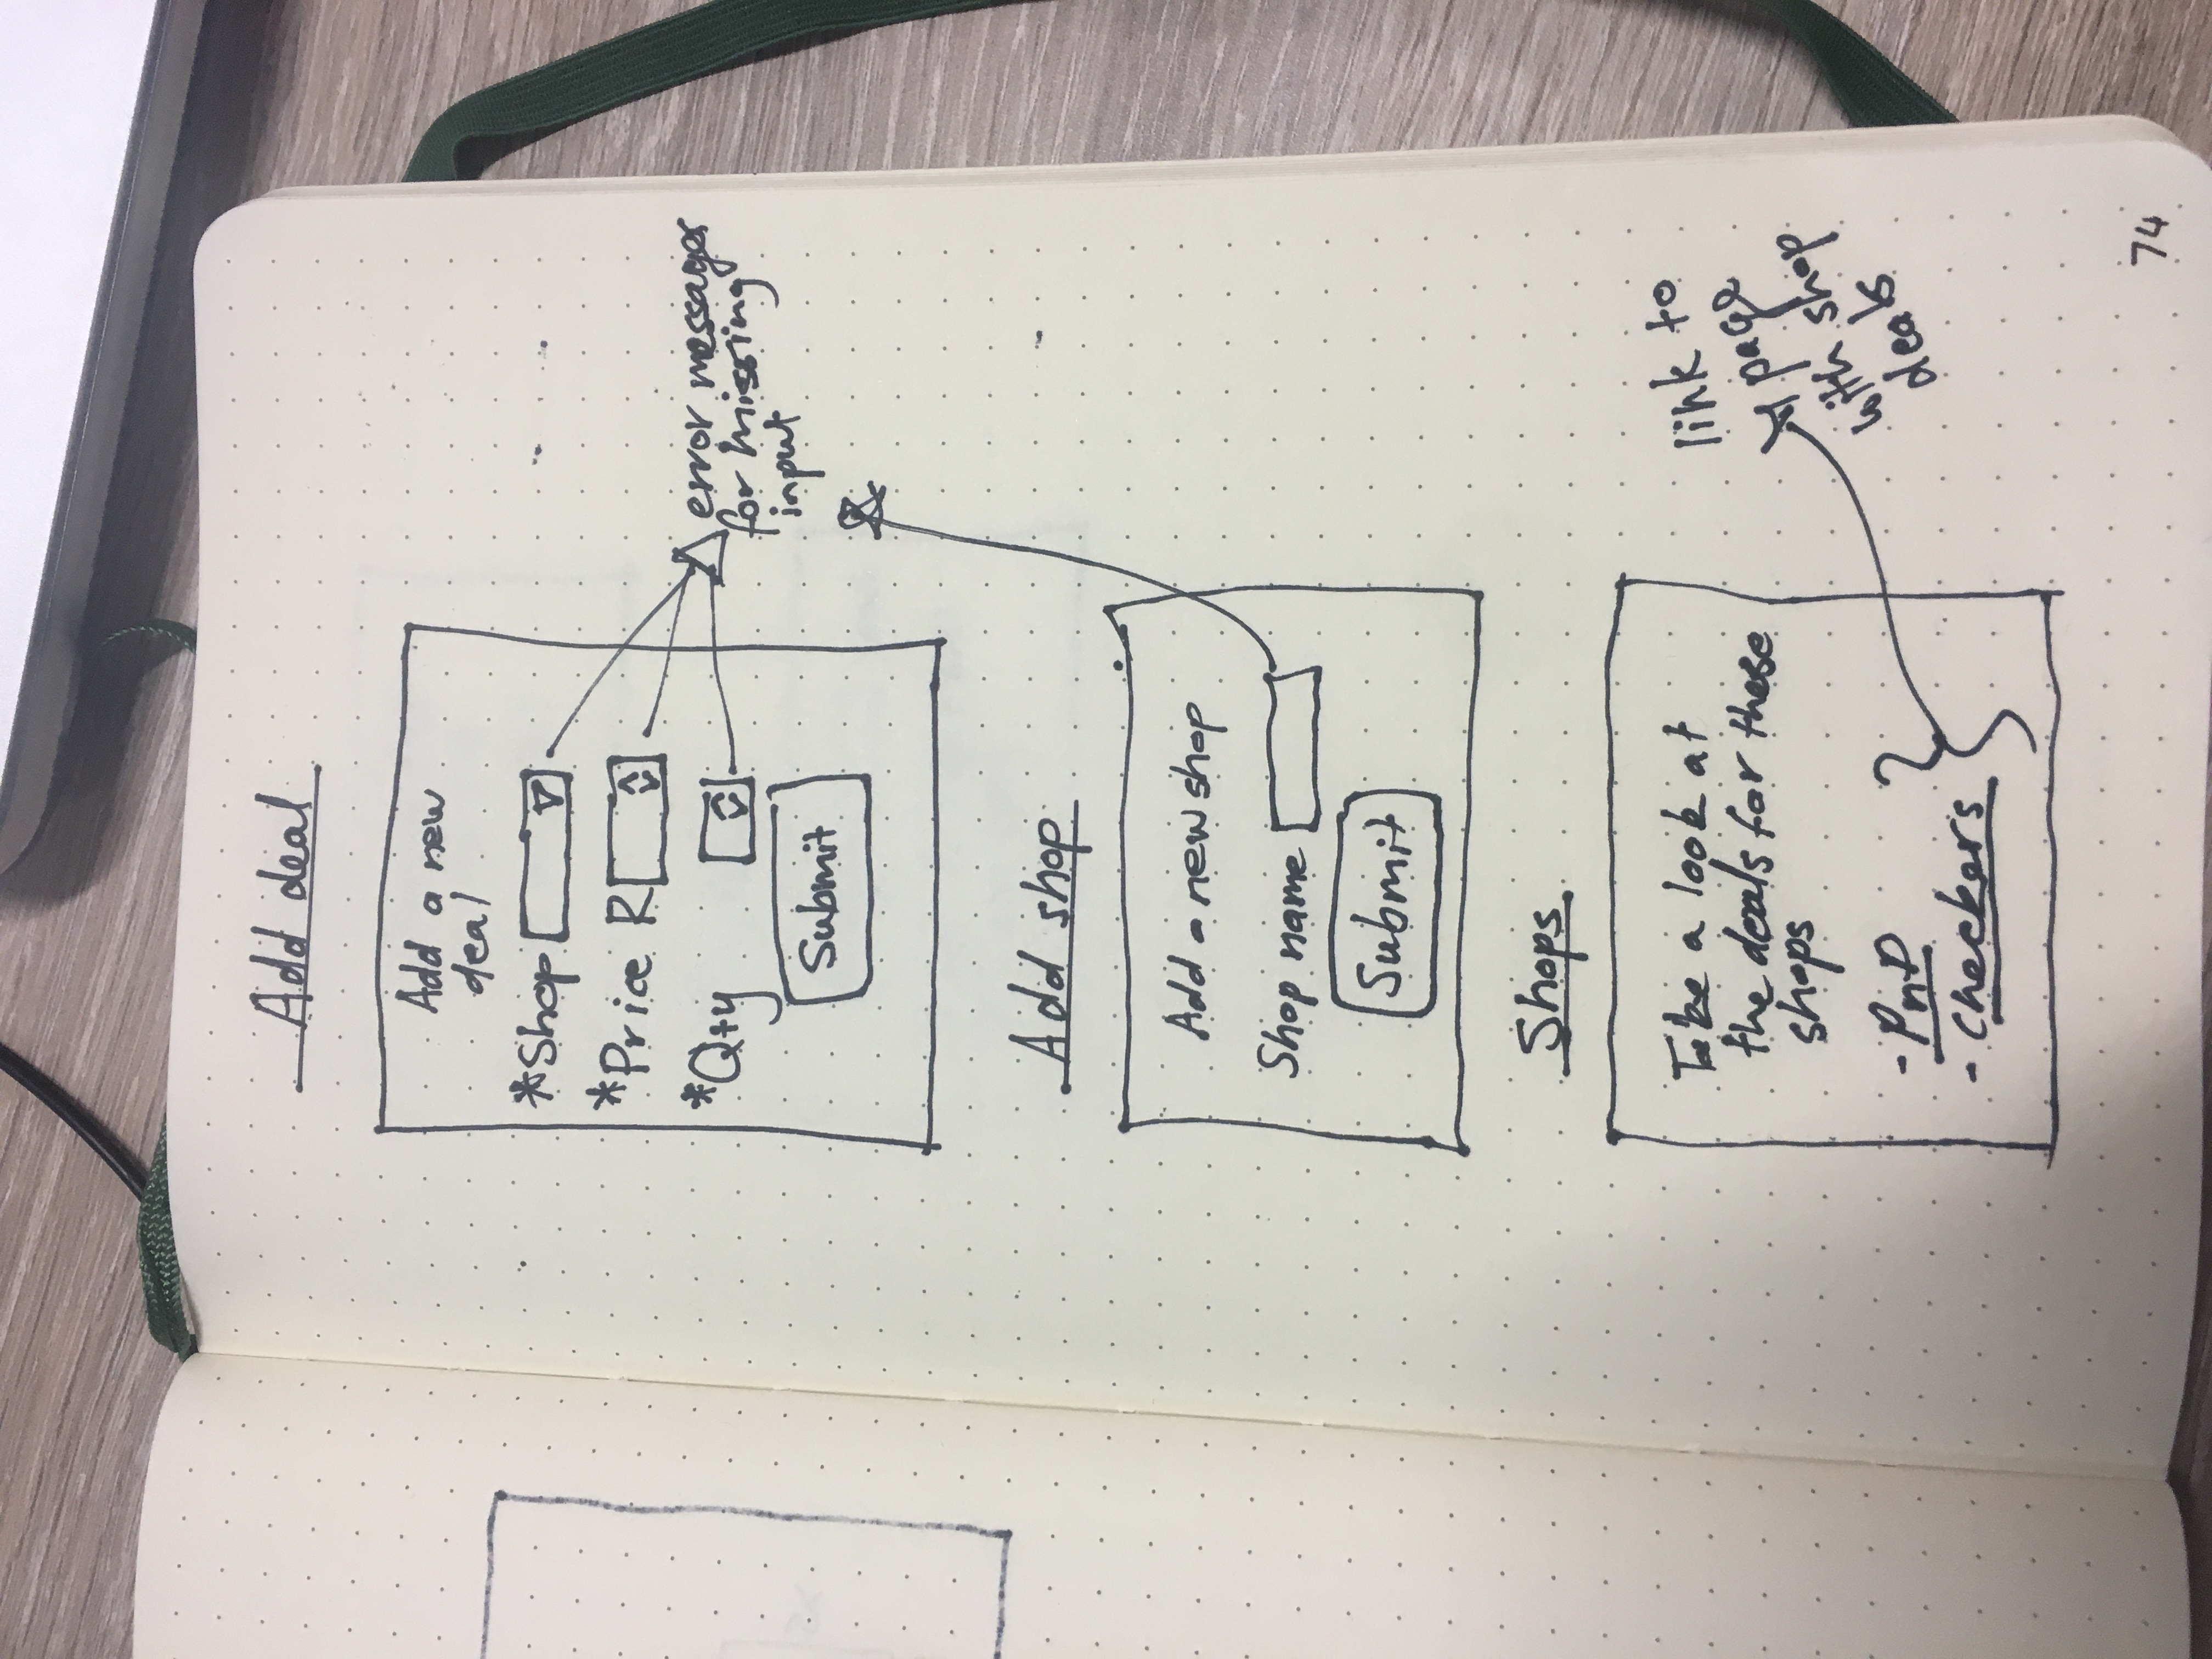 Add deal
Add a new
deal
*Shop
*Price R
*Qty
Submit
error messages
for missing
input
Add shop
Add a new shop
Shop name
Submit
Shops
Take a look at
the deals for these
shops
- PnP
- Checkers
link to
page
with shop
deals
74